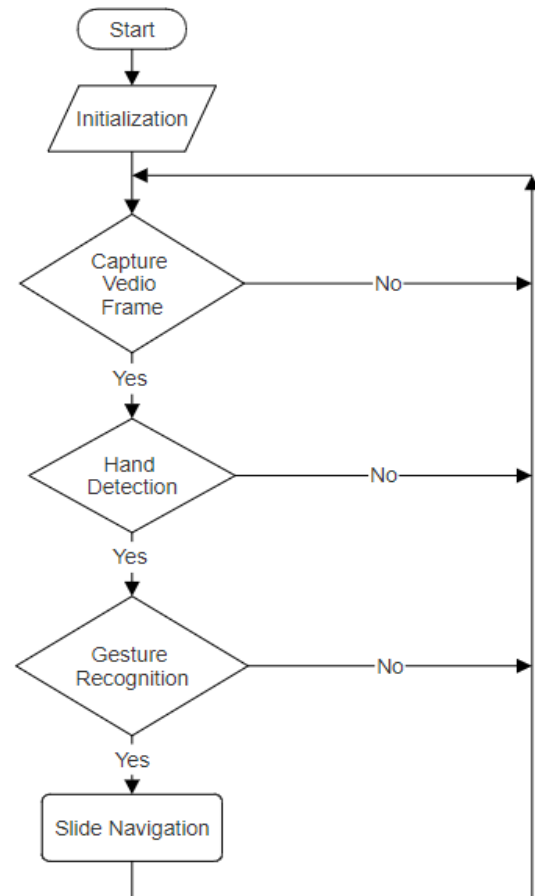 Start
Initialization
Capture
Vedio
Frame
No
Yes
Hand
Detection
No
Yes
Gesture
Recognition
No
Yes
Slide Navigation